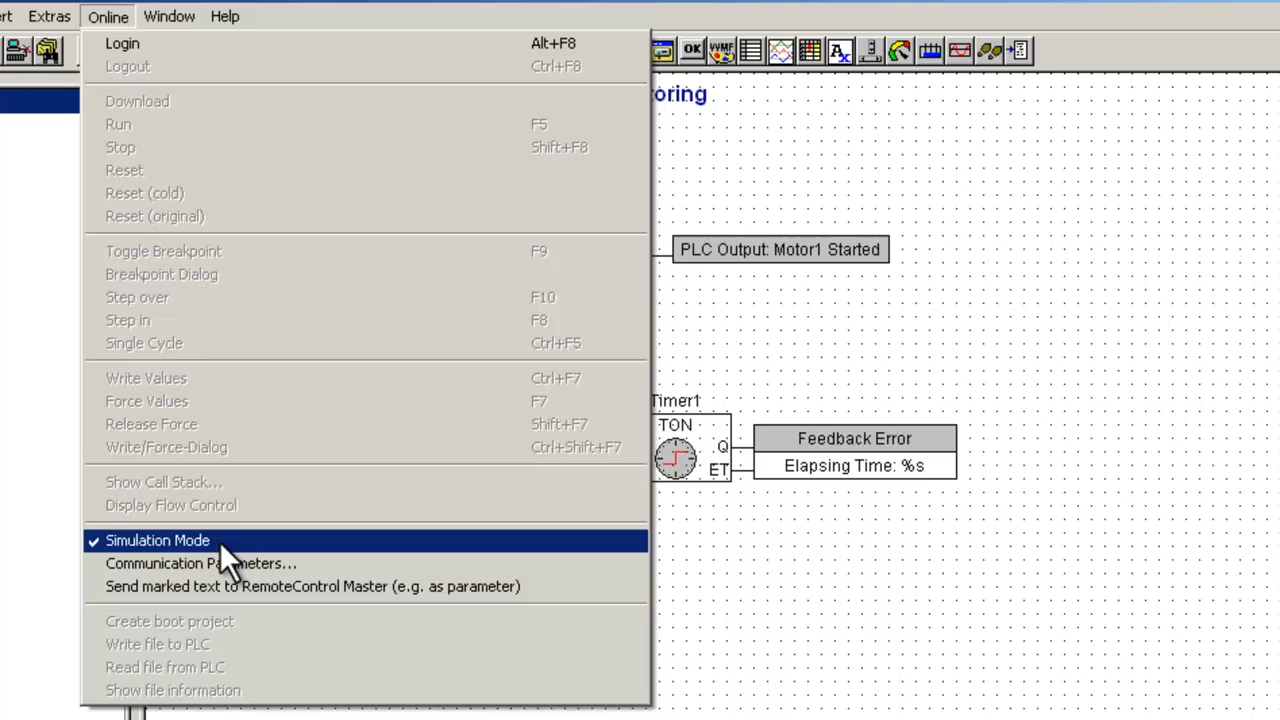 rt Extras Online Window Help
OK WMF A x
Login Alt+F8
Logout Ctrl+F8
Download
Run F5
Stop Shift+F8
Reset
Reset (cold)
Reset (original)
Toggle Breakpoint F9
Breakpoint Dialog
Step over F10
Step in F8
Single Cycle Ctrl+F5
Write Values Ctrl+F7
Force Values F7
Release Force Shift+F7
Write/Force-Dialog Ctrl+Shift+F7
Show Call Stack...
Display Flow Control
Simulation Mode
Communication Parameters...
Send marked text to RemoteControl Master (e.g. as parameter)
Create boot project
Write file to PLC
Read file from PLC
Show file information
oring
PLC Output: Motor1 Started
Timer1
TON
Q
ET
Feedback Error
Elapsing Time: %s